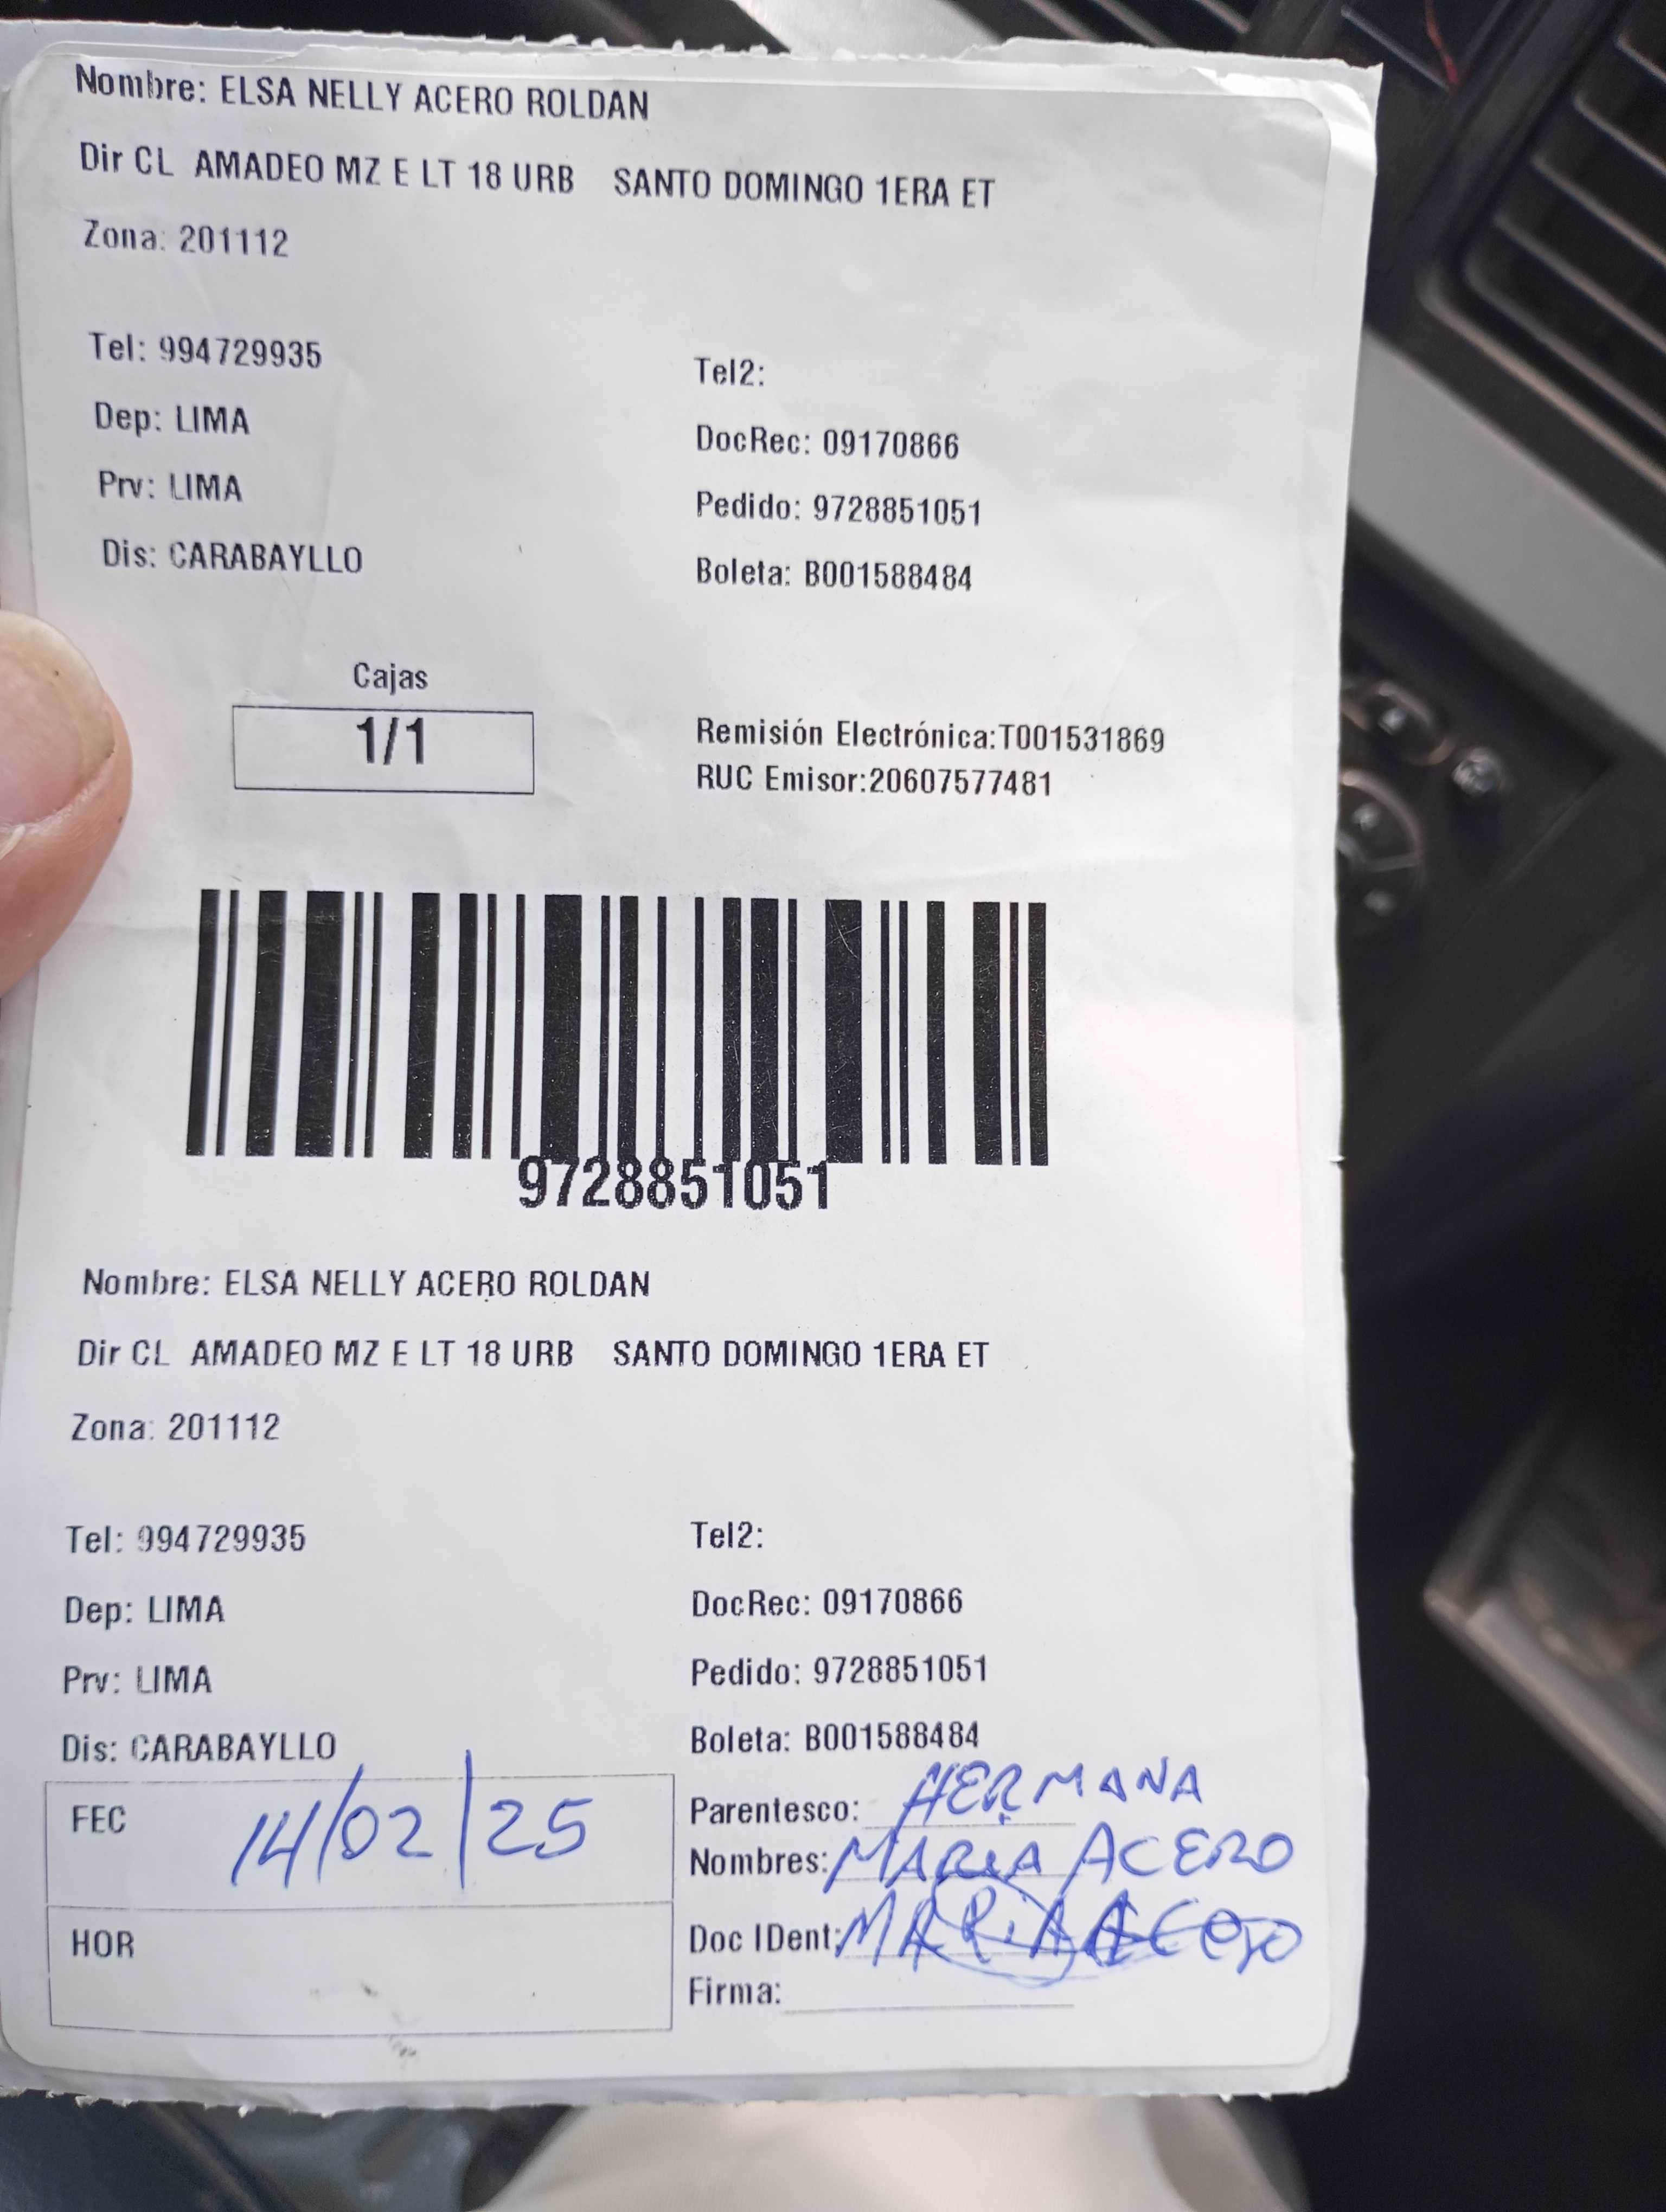 Nombre: ELSA NELLY ACERO ROLDAN
Dir CL AMADEO MZ E LT 18 URB SANTO DOMINGO 1ERA ET
Zona: 201112
Tel: 994729935
Tel2:
Dep: LIMA
DocRec: 09170866
Prv: LIMA
Pedido: 9728851051
Dis: CARABAYLLO
Boleta: B001588484
Cajas
1/1
Remisión Electrónica:T001531869
RUC Emisor:20607577481
9728851051
Nombre: ELSA NELLY ACERO ROLDAN
Dir CL AMADEO MZ E LT 18 URB SANTO DOMINGO 1ERA ET
Zona: 201112
Tel: 994729935
Tel2:
Dep: LIMA
DocRec: 09170866
Prv: LIMA
Pedido: 9728851051
Dis: CARABAYLLO
Boleta: B001588484
FEC 14/02/25
Parentesco: HERMANA
Nombres: MARIA ACERO
HOR
Doc IDent: MARIA ACERO
Firma: